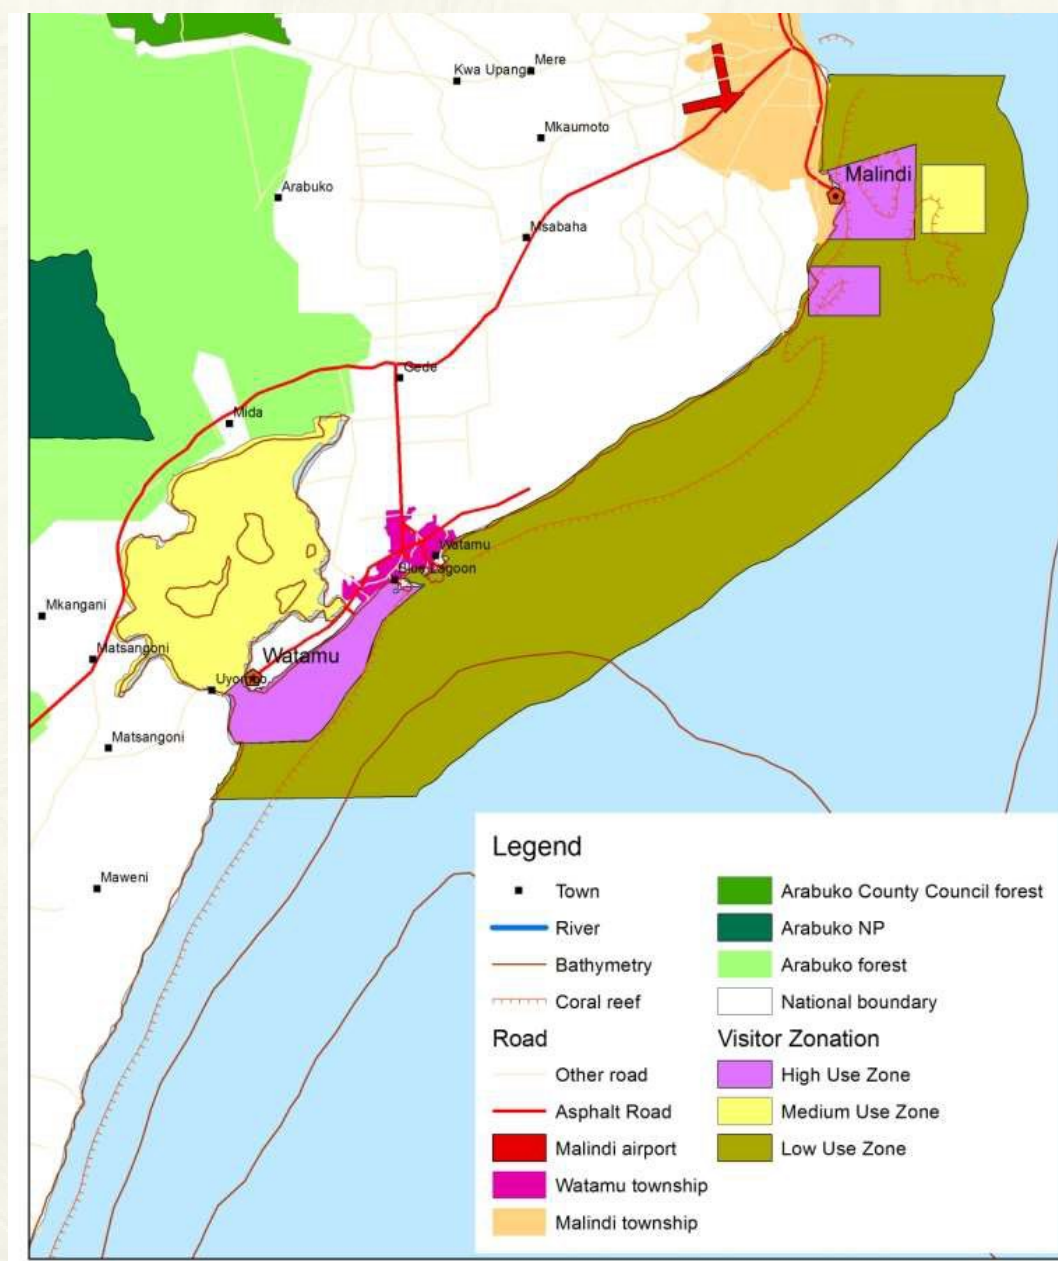 Mere
Kwa Upanga
Mkaumoto
Malindi
Arabuko
Msabaha
Gede
Mida
Watamu
Blue Lagoon
Mkangani
Matsangoni
Watamu
Uyombo
Matsangoni
Maweni
Legend
Town
River
Bathymetry
Coral reef
Road
Other road
Asphalt Road
Malindi airport
Watamu township
Malindi township
Arabuko County Council forest
Arabuko NP
Arabuko forest
National boundary
Visitor Zonation
High Use Zone
Medium Use Zone
Low Use Zone